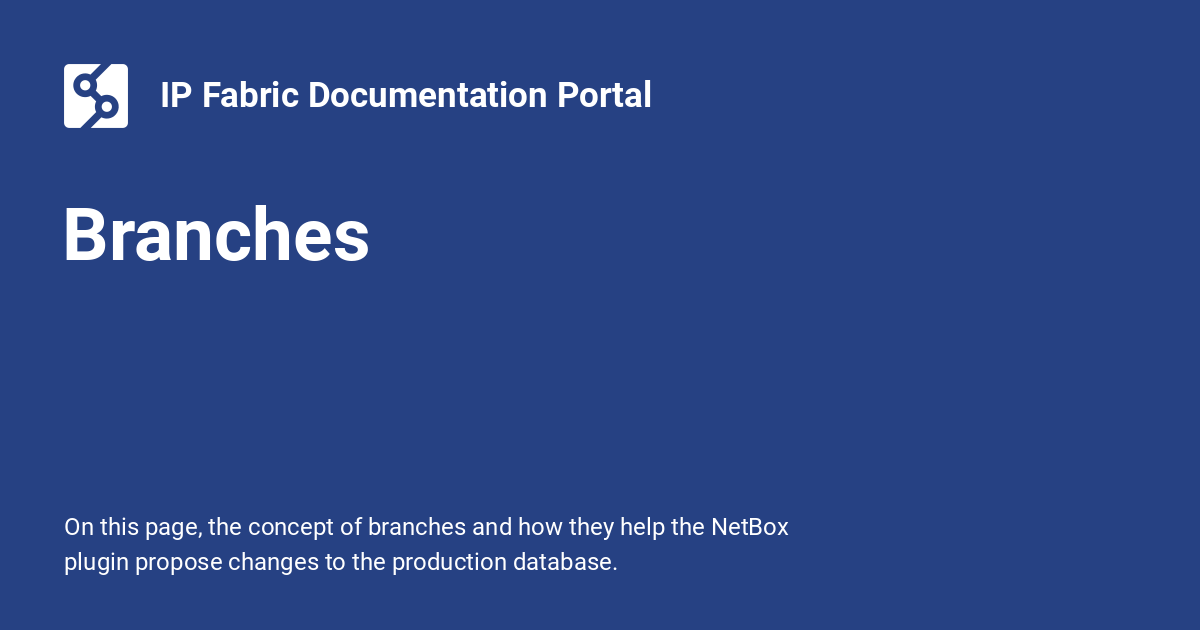 IP Fabric Documentation Portal
Branches
On this page, the concept of branches and how they help the NetBox
plugin propose changes to the production database.